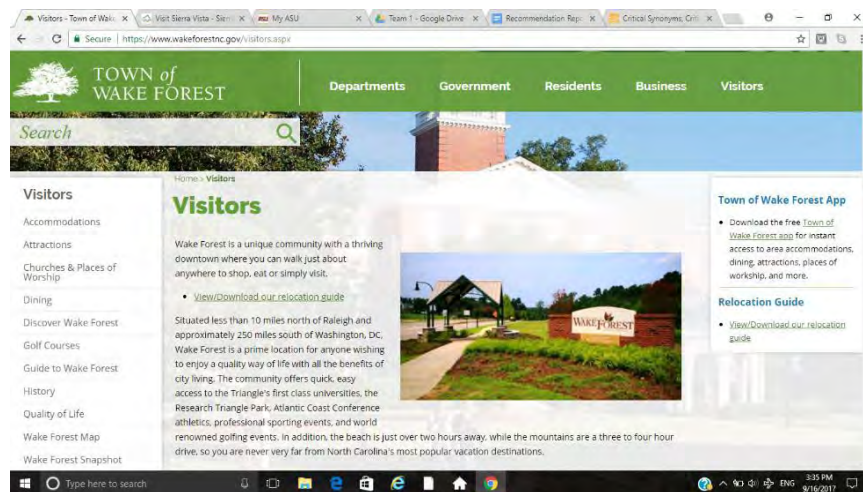 Visitors - Town of Wak
Visit Sierra Vista - Sierr
My ASU
Team 1 - Google Drive
Recommendation Repo
Critical Synonyms, Crit
Secure | https://www.wakeforestnc.gov/visitors.aspx
TOWN of
WAKE FOREST
Departments
Government
Residents
Business
Visitors
Search
Home > Visitors
Visitors
Accommodations
Attractions
Churches & Places of
Worship
Dining
Discover Wake Forest
Golf Courses
Guide to Wake Forest
History
Quality of Life
Wake Forest Map
Wake Forest Snapshot
Visitors
Wake Forest is a unique community with a thriving
downtown where you can walk just about
anywhere to shop, eat or simply visit.
• View/Download our relocation guide
Situated less than 10 miles north of Raleigh and
approximately 250 miles south of Washington, DC,
Wake Forest is a prime location for anyone wishing
to enjoy a quality way of life with all the benefits of
city living. The community offers quick, easy
access to the Triangle's first class universities, the
Research Triangle Park, Atlantic Coast Conference
athletics, professional sporting events, and world
renowned golfing events. In addition, the beach is just over two hours away, while the mountains are a three to four hour
drive, so you are never very far from North Carolina's most popular vacation destinations.
WAKE FOREST
Town of Wake Forest App
• Download the free Town of
Wake Forest app for instant
access to area accommodations,
dining, attractions, places of
workship, and more.
Relocation Guide
• View/Download our relocation
guide
Type here to search
ENG
3:35 PM
9/16/2017